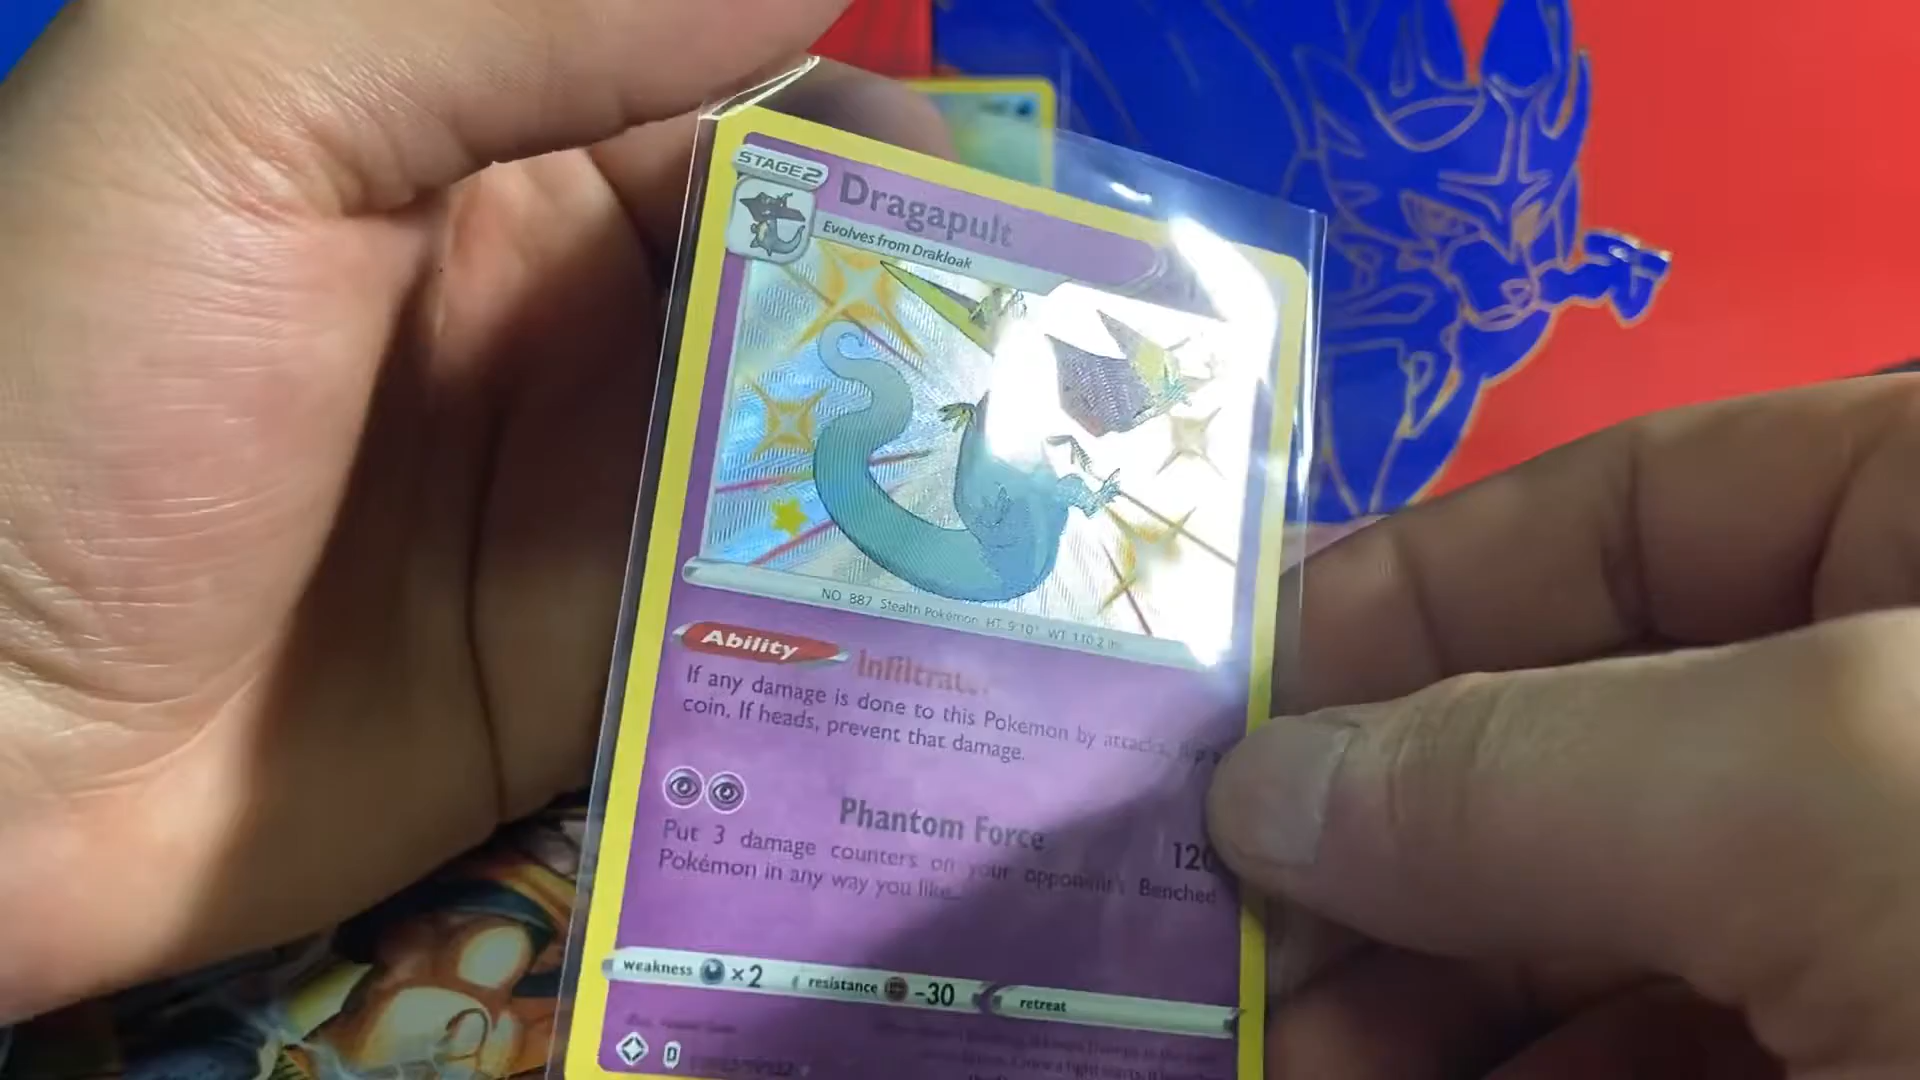 STAGE 2
Dragapult
Evolves from Drakloak
NO. 887 Stealth Pokémon HT 9'10" WT 110.2 lbs
Ability
If any damage is done to this Pokémon by attacks, flip a
coin. If heads, prevent that damage.
Phantom Force
120
Put 3 damage counters on your opponent's Benched
Pokémon in any way you like.
weakness ×2 resistance -30 retreat
D